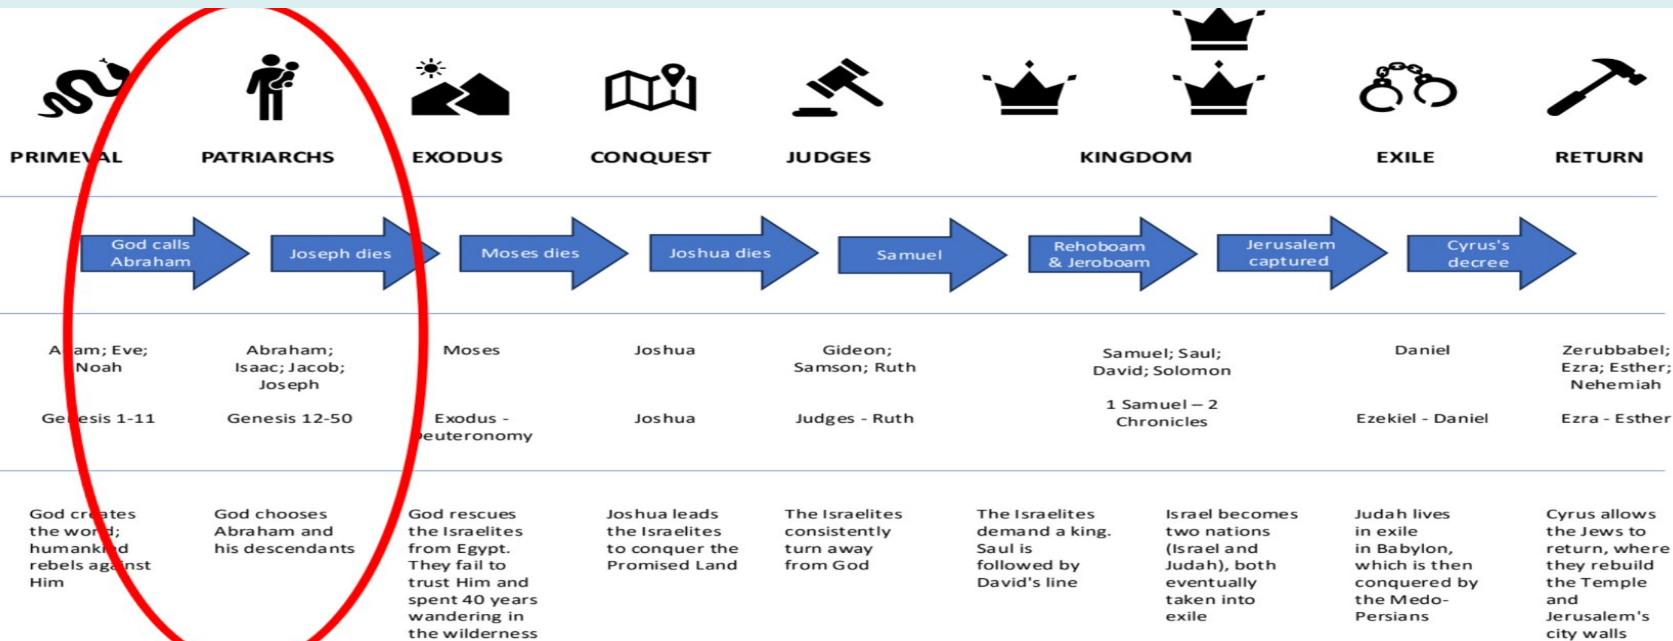 PRIMEVAL
PATRIARCHS
EXODUS
CONQUEST
JUDGES
KINGDOM
EXILE
RETURN
God calls
Abraham
Joseph dies
Moses dies
Joshua dies
Samuel
Rehoboam
& Jeroboam
Jerusalem
captured
Cyrus's
decree
Adam; Eve;
Noah
Abraham;
Isaac; Jacob;
Joseph
Moses
Joshua
Gideon;
Samson; Ruth
Samuel; Saul;
David; Solomon
Daniel
Zerubbabel;
Ezra; Esther;
Nehemiah
Genesis 1-11
Genesis 12-50
Exodus -
Deuteronomy
Joshua
Judges - Ruth
1 Samuel – 2
Chronicles
Ezekiel - Daniel
Ezra - Esther
God creates
the world;
humankind
rebels against
Him
God chooses
Abraham and
his descendants
God rescues
the Israelites
from Egypt.
They fail to
trust Him and
spent 40 years
wandering in
the wilderness
Joshua leads
the Israelites
to conquer the
Promised Land
The Israelites
consistently
turn away
from God
The Israelites
demand a king.
Saul is
followed by
David's line
Israel becomes
two nations
(Israel and
Judah), both
eventually
taken into
exile
Judah lives
in exile
in Babylon,
which is then
conquered by
the Medo-
Persians
Cyrus allows
the Jews to
return, where
they rebuild
the Temple
and
Jerusalem's
city walls